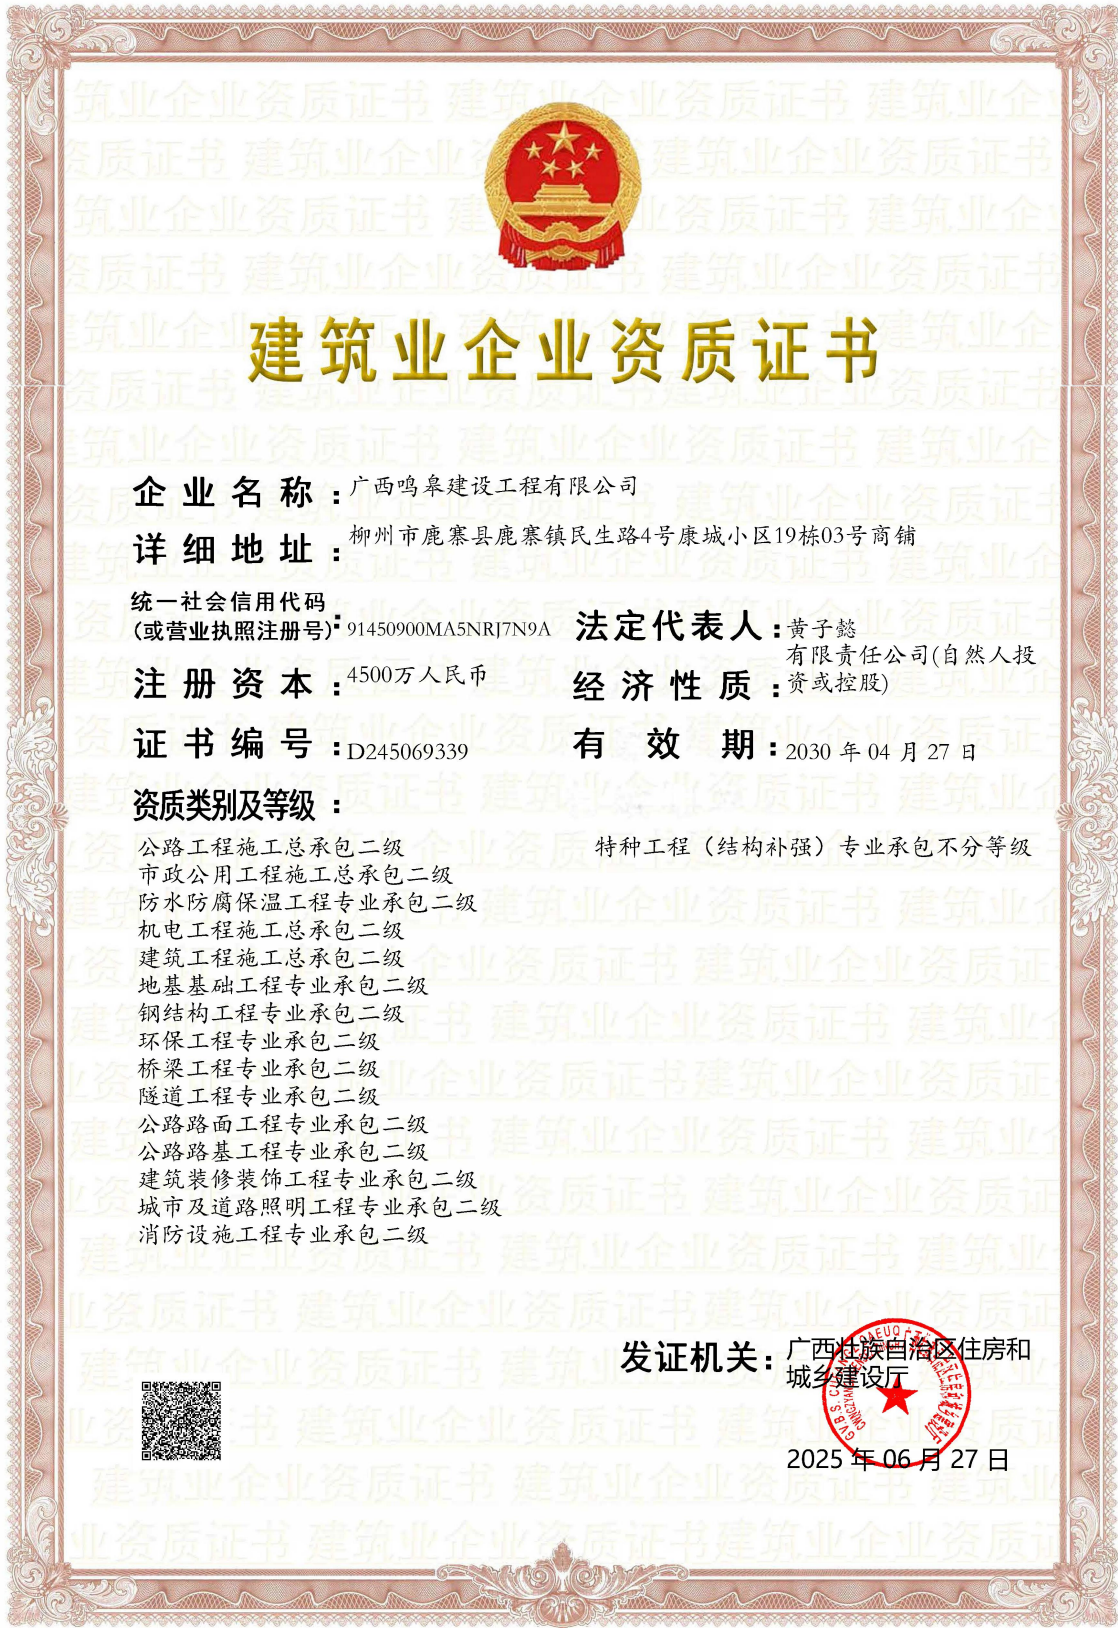 建筑业企业资质证书
企业名称：广西鸣皋建设工程有限公司
详细地址：柳州市鹿寨县鹿寨镇民生路4号康城小区19栋03号商铺
统一社会信用代码
(或营业执照注册号)：91450900MA5NRJ7N9A
法定代表人：黄子懿
注册资本：4500万人民币
经济性质：有限责任公司(自然人投
资或控股)
证书编号：D245069339
有效期：2030 年 04 月 27 日
资质类别及等级：
公路工程施工总承包二级
市政公用工程施工总承包二级
防水防腐保温工程专业承包二级
机电工程施工总承包二级
建筑工程施工总承包二级
地基基础工程专业承包二级
钢结构工程专业承包二级
环保工程专业承包二级
桥梁工程专业承包二级
隧道工程专业承包二级
公路路面工程专业承包二级
公路路基工程专业承包二级
建筑装修装饰工程专业承包二级
城市及道路照明工程专业承包二级
消防设施工程专业承包二级
特种工程（结构补强）专业承包不分等级
发证机关：广西壮族自治区住房和
城乡建设厅
2025 年 06 月 27 日